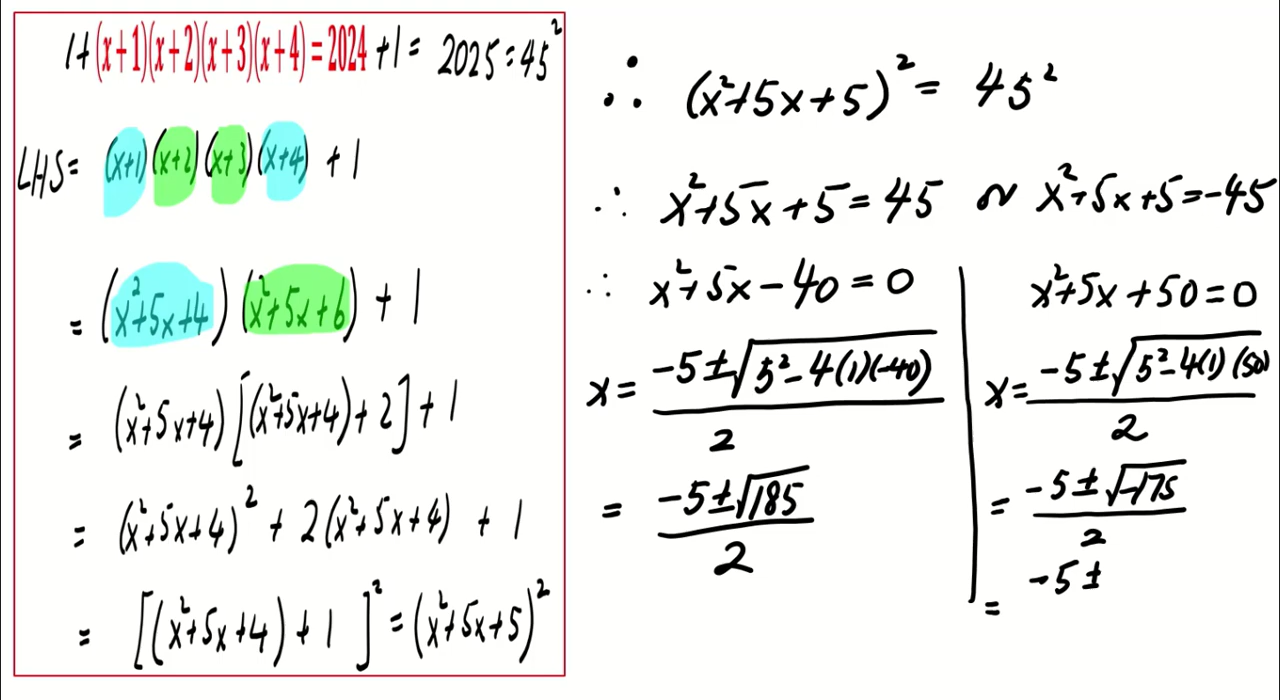 1+(x+1)(x+2)(x+3)(x+4)=2024 +1= 2025=45²
LHS= (x+1)(x+2)(x+3)(x+4) + 1
= (x²+5x+4)(x²+5x+6) + 1
= (x²+5x+4)[(x²+5x+4)+2]+1
= (x²+5x+4)² + 2(x²+5x+4) + 1
= [(x²+5x+4)+1]² = (x²+5x+5)²
∴ (x²+5x+5)² = 45²
∴ x²+5x+5=45 or x²+5x+5=-45
∴ x²+5x-40=0
x= (-5±√(5²-4(1)(-40)))/2
= (-5±√185)/2
x²+5x+50=0
x= (-5±√(5²-4(1)(50)))/2
= (-5±√-175)/2
= -5±